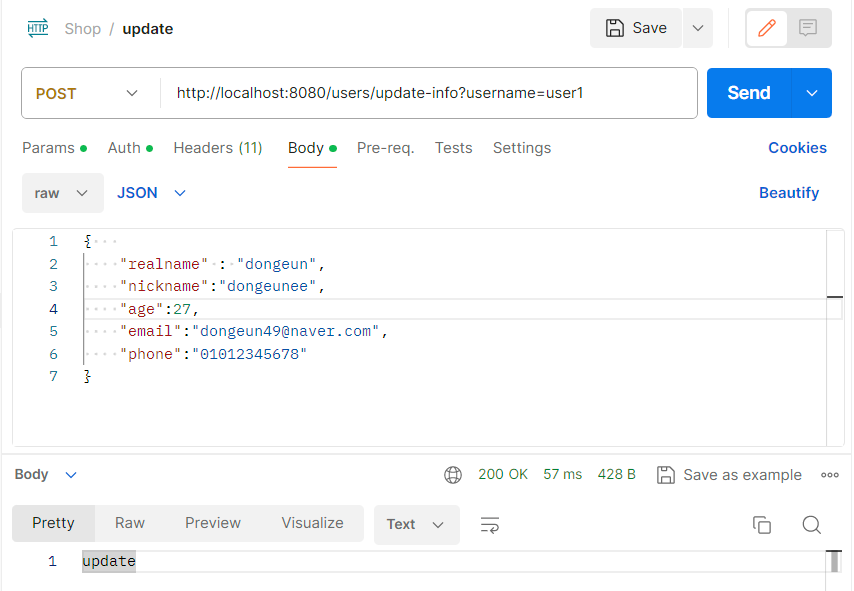 HTTP Shop / update Save
POST http://localhost:8080/users/update-info?username=user1 Send
Params Auth Headers (11) Body Pre-req. Tests Settings Cookies
raw JSON Beautify
1 {
2 "realname" : "dongeun",
3 "nickname":"dongeunee",
4 "age":27,
5 "email":"dongeun49@naver.com",
6 "phone":"01012345678"
7 }
Body 200 OK 57 ms 428 B Save as example
Pretty Raw Preview Visualize Text
1 update